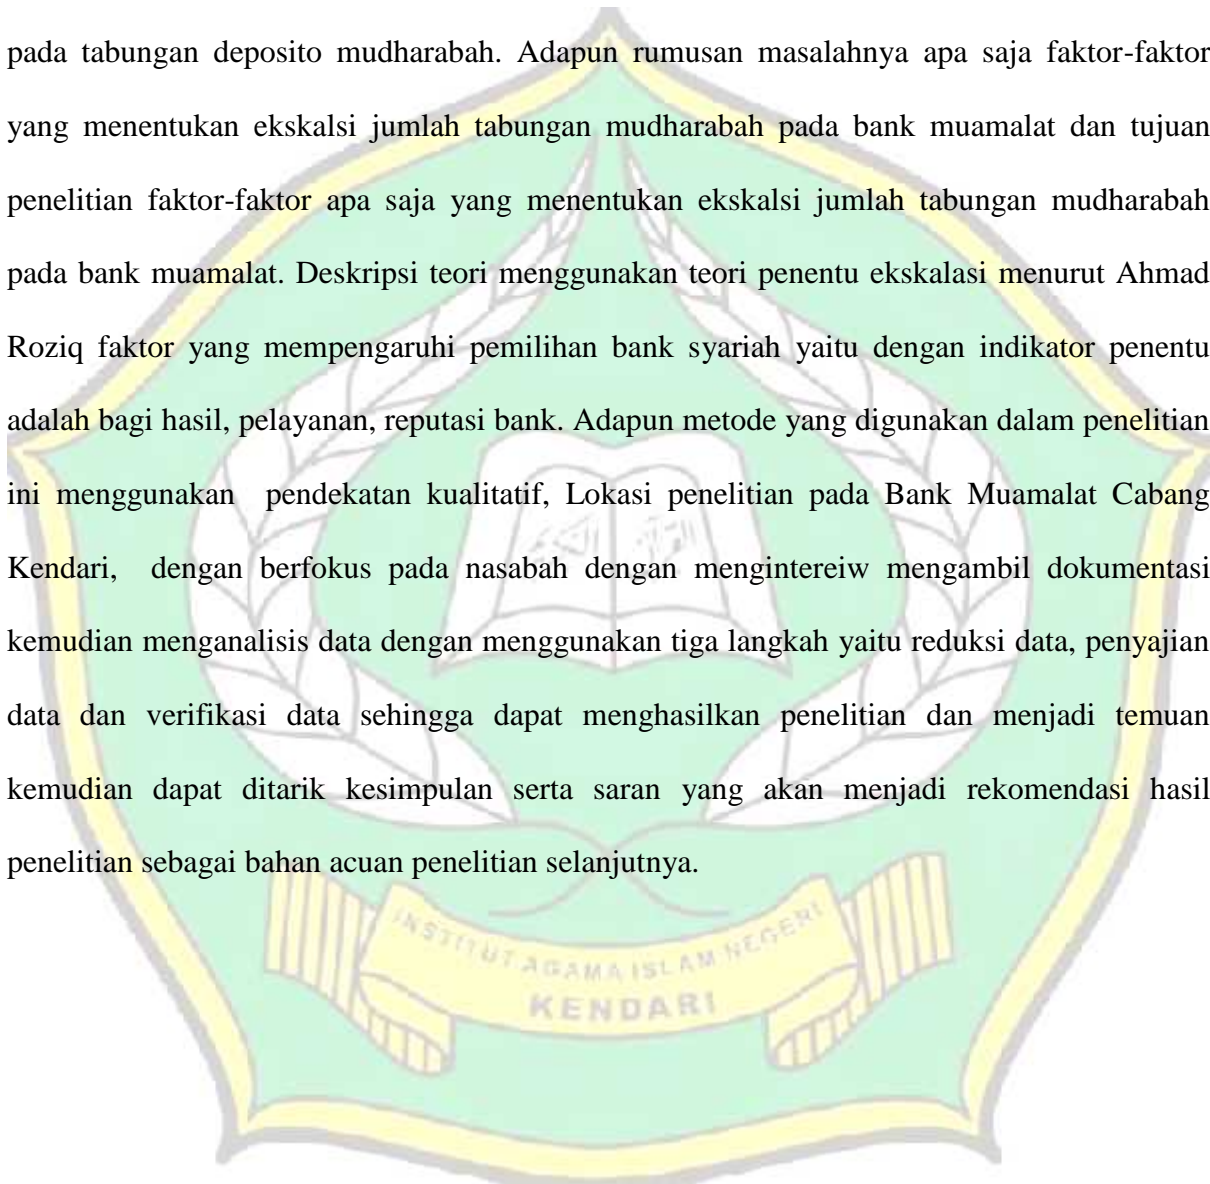 pada tabungan deposito mudharabah. Adapun rumusan masalahnya apa saja faktor-faktor
yang menentukan ekskalsi jumlah tabungan mudharabah pada bank muamalat dan tujuan
penelitian faktor-faktor apa saja yang menentukan ekskalsi jumlah tabungan mudharabah
pada bank muamalat. Deskripsi teori menggunakan teori penentu ekskalasi menurut Ahmad
Roziq faktor yang mempengaruhi pemilihan bank syariah yaitu dengan indikator penentu
adalah bagi hasil, pelayanan, reputasi bank. Adapun metode yang digunakan dalam penelitian
ini menggunakan pendekatan kualitatif, Lokasi penelitian pada Bank Muamalat Cabang
Kendari, dengan berfokus pada nasabah dengan mengintereiw mengambil dokumentasi
kemudian menganalisis data dengan menggunakan tiga langkah yaitu reduksi data, penyajian
data dan verifikasi data sehingga dapat menghasilkan penelitian dan menjadi temuan
kemudian dapat ditarik kesimpulan serta saran yang akan menjadi rekomendasi hasil
penelitian sebagai bahan acuan penelitian selanjutnya.
INSTITUT AGAMA ISLAM NEGERI
KENDARI